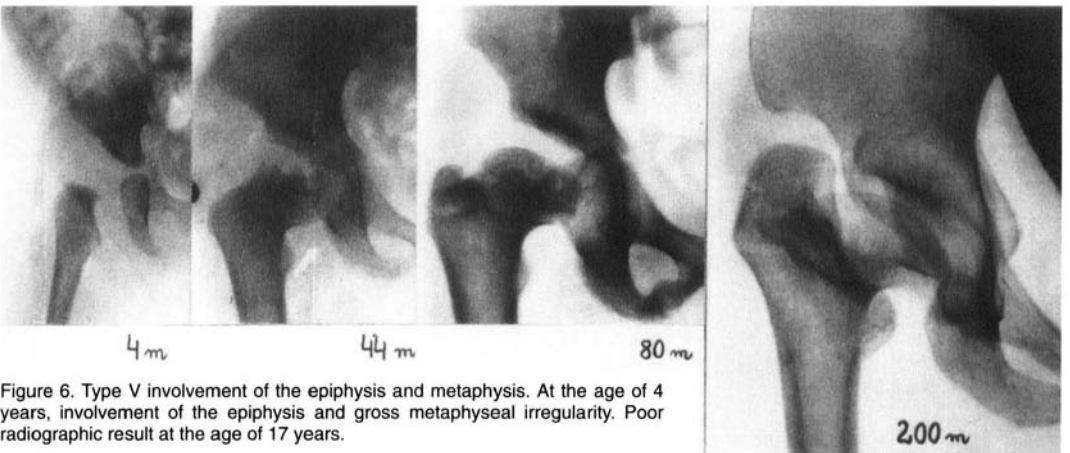 4 m
44 m
80 m
200 m
Figure 6. Type V involvement of the epiphysis and metaphysis. At the age of 4
years, involvement of the epiphysis and gross metaphyseal irregularity. Poor
radiographic result at the age of 17 years.